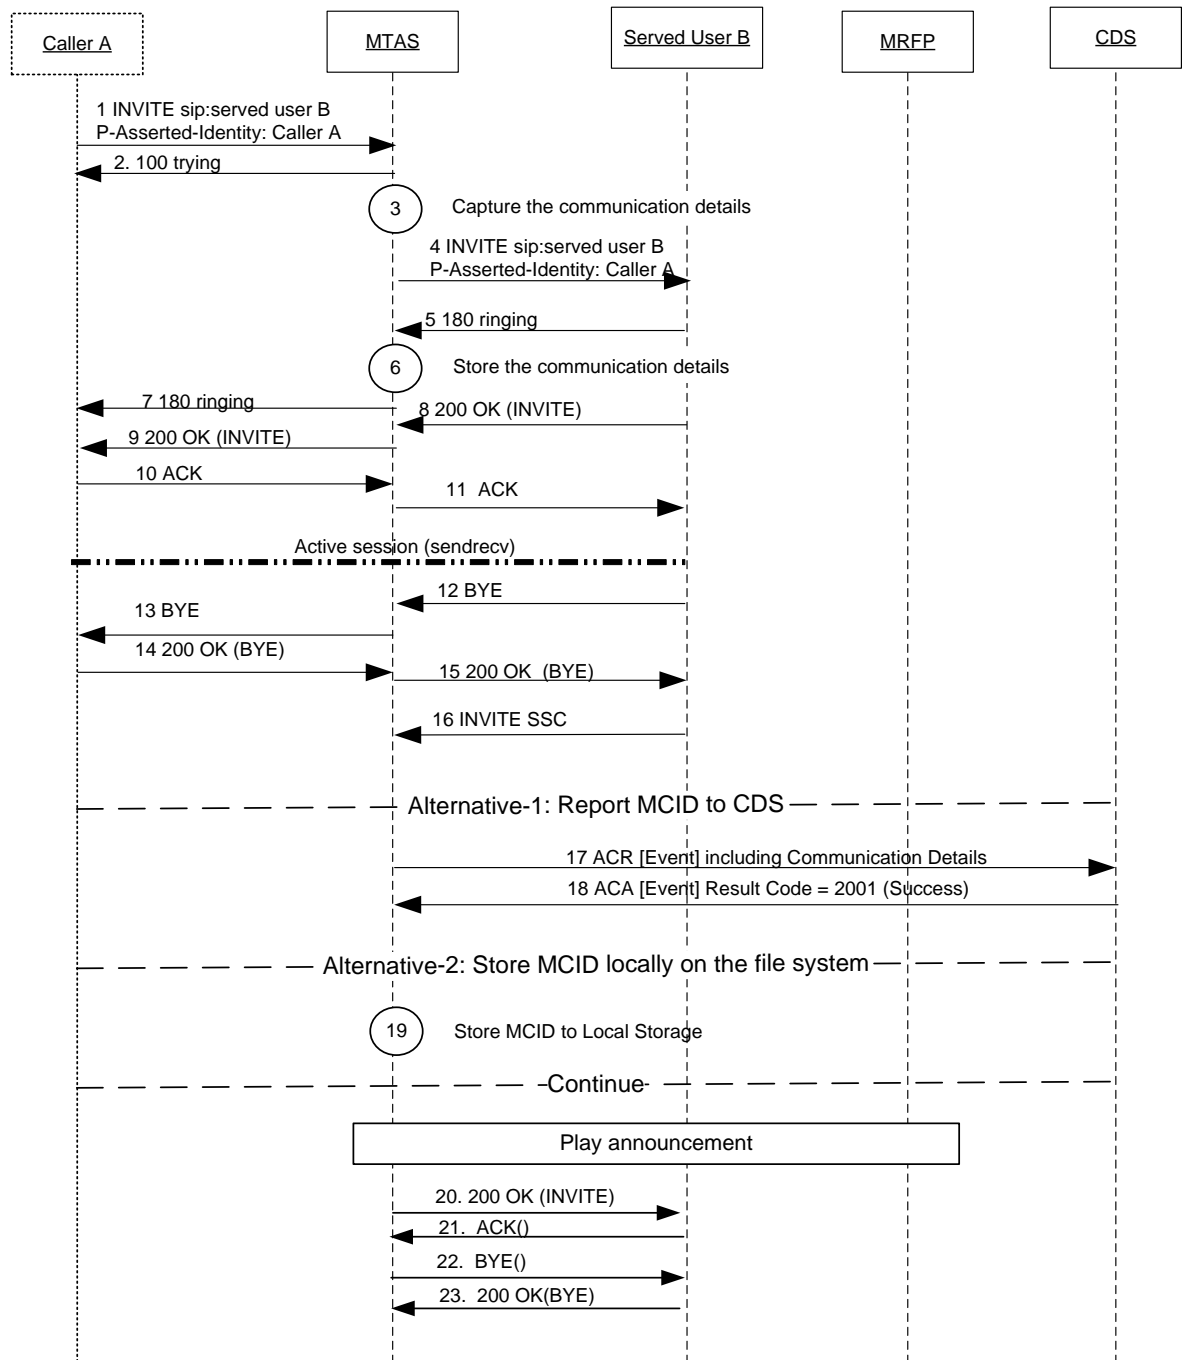 Caller A
MTAS
Served User B
MRFP
CDS
1 INVITE sip:served user B
P-Asserted-Identity: Caller A
2. 100 trying
3
Capture the communication details
4 INVITE sip:served user B
P-Asserted-Identity: Caller A
5 180 ringing
6
Store the communication details
7 180 ringing
8 200 OK (INVITE)
9 200 OK (INVITE)
10 ACK
11 ACK
Active session (sendrecv)
12 BYE
13 BYE
14 200 OK (BYE)
15 200 OK (BYE)
16 INVITE SSC
Alternative-1: Report MCID to CDS
17 ACR [Event] including Communication Details
18 ACA [Event] Result Code = 2001 (Success)
Alternative-2: Store MCID locally on the file system
19
Store MCID to Local Storage
Continue
Play announcement
20. 200 OK (INVITE)
21. ACK()
22. BYE()
23. 200 OK(BYE)